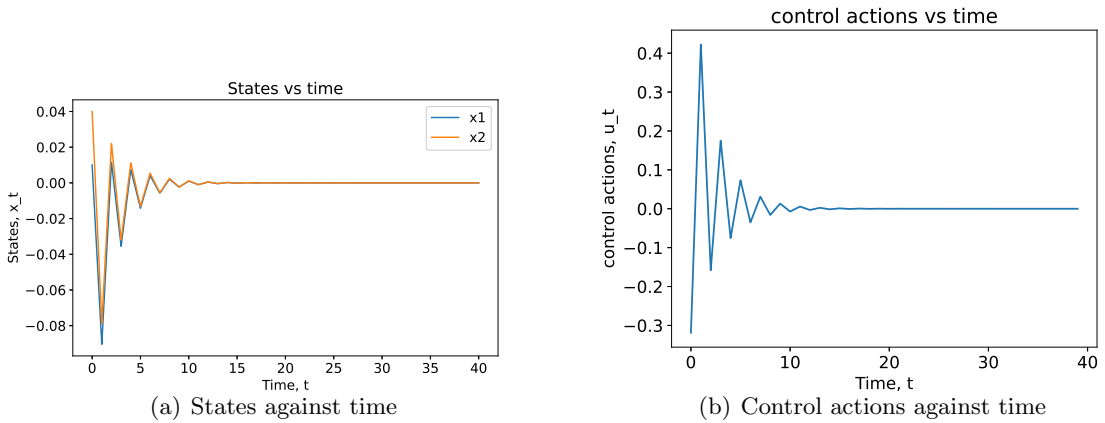 States vs time
0.04
0.02
0.00
−0.02
−0.04
−0.06
−0.08
States, x_t
x1
x2
0 5 10 15 20 25 30 35 40
Time, t
(a) States against time
control actions vs time
0.4
0.3
0.2
0.1
0.0
−0.1
−0.2
−0.3
control actions, u_t
0 10 20 30 40
Time, t
(b) Control actions against time